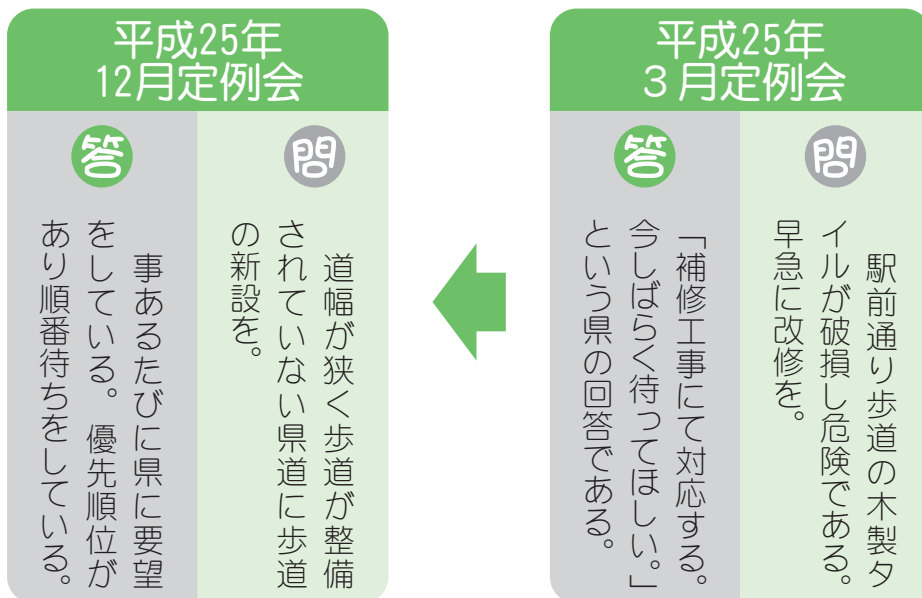 平成25年
３月定例会
問
駅前通り歩道の木製タ
イルが破損し危険である。
早急に改修を。
答
「補修工事にて対応する。
今しばらく待ってほしい。」
という県の回答である。
平成25年
12月定例会
問
道幅が狭く歩道が整備
されていない県道に歩道
の新設を。
答
事あるたびに県に要望
をしている。優先順位が
あり順番待ちをしている。